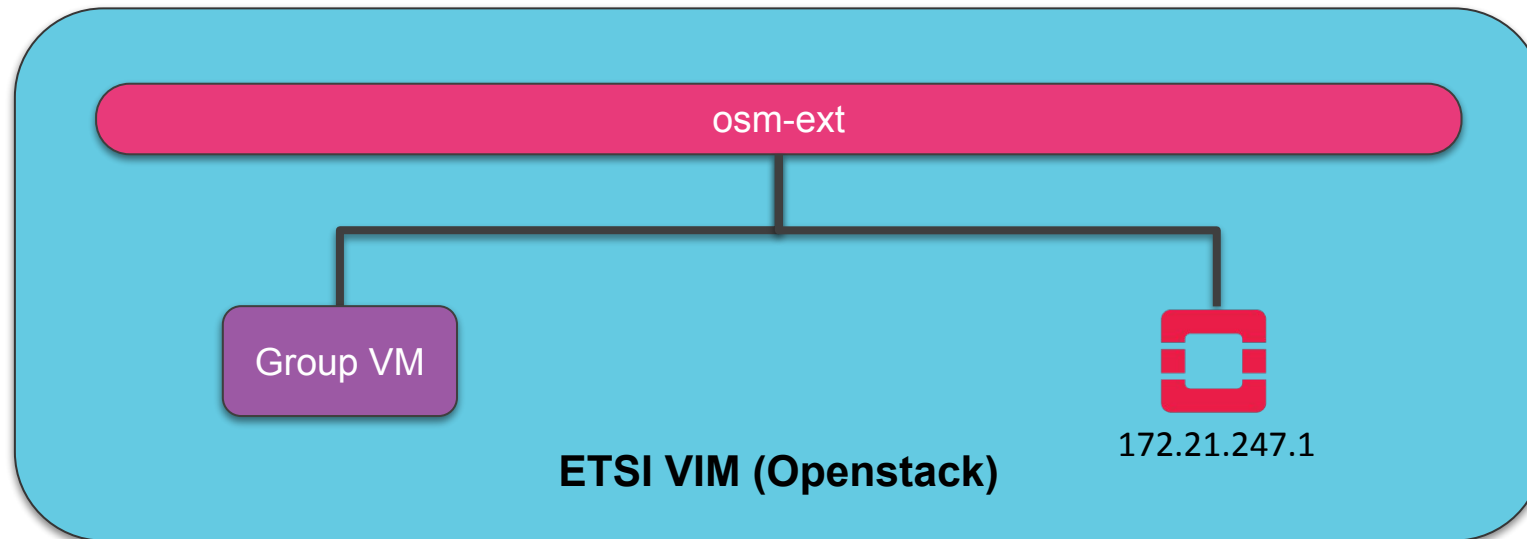 osm-ext
Group VM
172.21.247.1
ETSI VIM (Openstack)